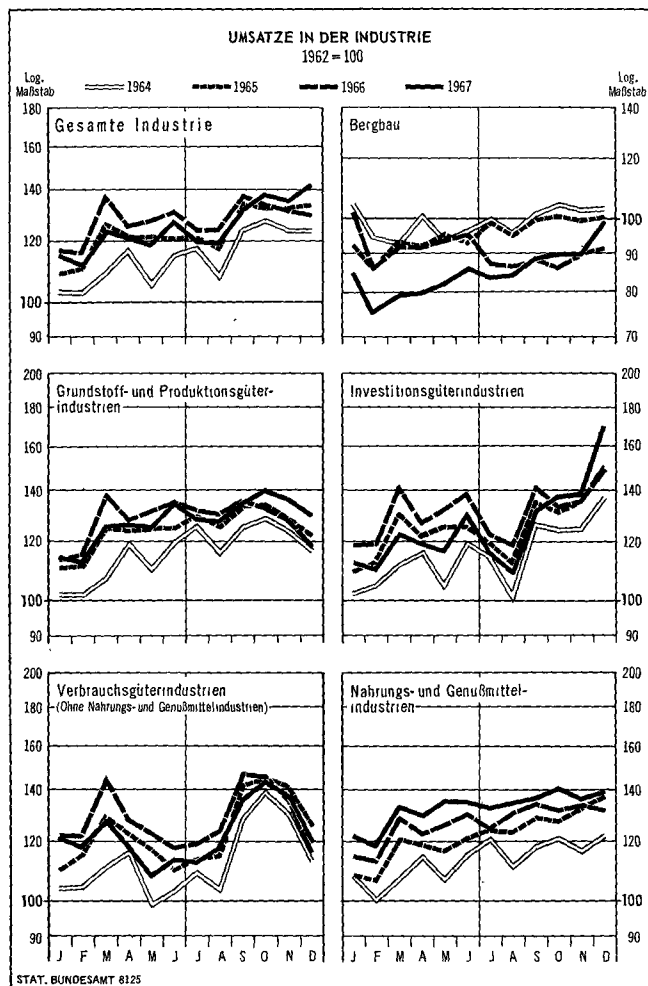 UMSATZE IN DER INDUSTRIE
1962 = 100
Log. Maßstab
1964 1965 1966 1967
Log. Maßstab
Gesamte Industrie
180
160
140
120
100
90
Bergbau
140
120
100
90
80
70
Grundstoff- und Produktionsgüter-
industrien
200
180
160
140
120
100
90
Investitionsgüterindustrien
200
180
160
140
120
100
90
Verbrauchsgüterindustrien
(Ohne Nahrungs- und Genußmittelindustrien)
200
180
160
140
120
100
90
Nahrungs- und Genußmittel-
industrien
200
180
160
140
120
100
90
J F M A M J J A S O N D
J F M A M J J A S O N D
STAT. BUNDESAMT 8125